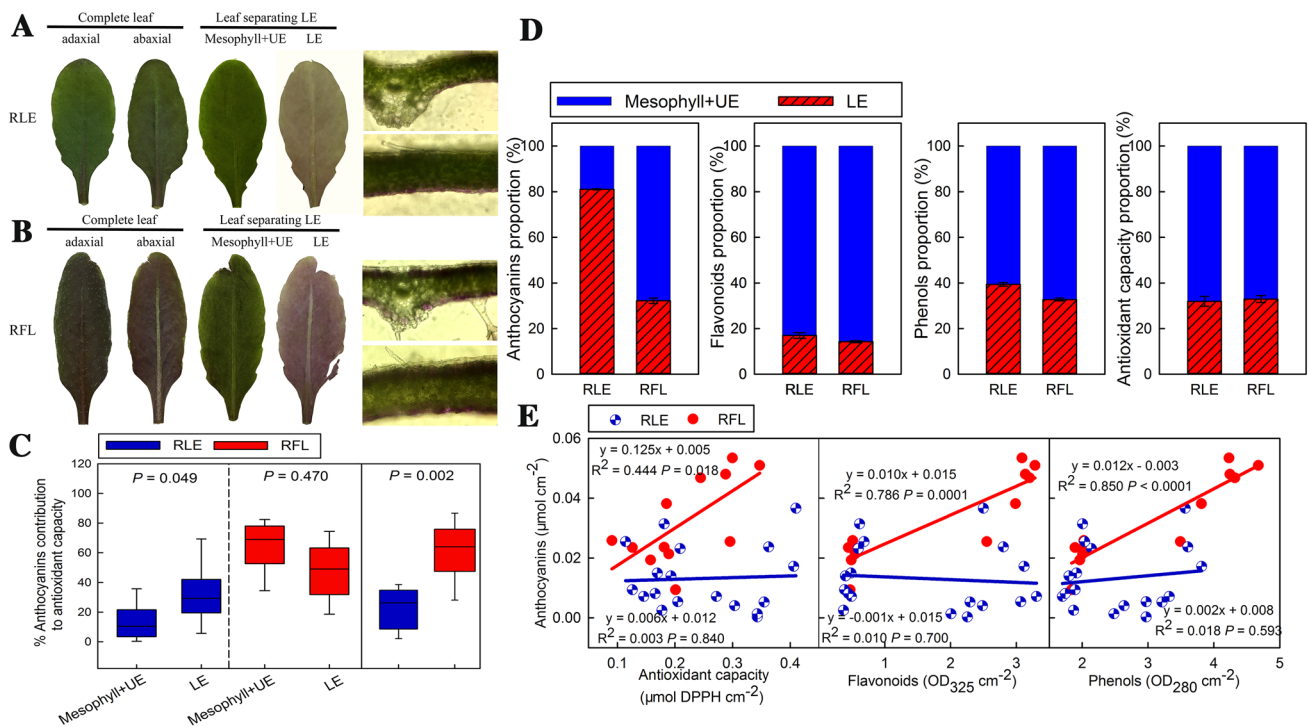 A
Complete leaf
Leaf separating LE
adaxial
abaxial
Mesophyll+UE
LE
RLE
B
Complete leaf
Leaf separating LE
adaxial
abaxial
Mesophyll+UE
LE
RFL
C
RLE
RFL
% Anthocyanins contribution
to antioxidant capacity
120
100
80
60
40
20
0
P = 0.049
P = 0.470
P = 0.002
Mesophyll+UE
LE
Mesophyll+UE
LE
D
Mesophyll+UE
LE
Anthocyanins proportion (%)
100
80
60
40
20
0
RLE
RFL
Flavonoids proportion (%)
100
80
60
40
20
0
RLE
RFL
Phenols proportion (%)
100
80
60
40
20
0
RLE
RFL
Antioxidant capacity proportion (%)
100
80
60
40
20
0
RLE
RFL
E
RLE
RFL
Anthocyanins (µmol cm-2)
0.06
0.04
0.02
0.00
y = 0.125x + 0.005
R2 = 0.444 P = 0.018
y = 0.006x + 0.012
R2 = 0.003 P = 0.840
0.1
0.2
0.3
0.4
Antioxidant capacity
(µmol DPPH cm-2)
y = 0.010x + 0.015
R2 = 0.786 P = 0.0001
y = -0.001x + 0.015
R2 = 0.010 P = 0.700
1
2
3
Flavonoids (OD325 cm-2)
y = 0.012x - 0.003
R2 = 0.850 P < 0.0001
y = 0.002x + 0.008
R2 = 0.018 P = 0.593
2
3
4
5
Phenols (OD280 cm-2)